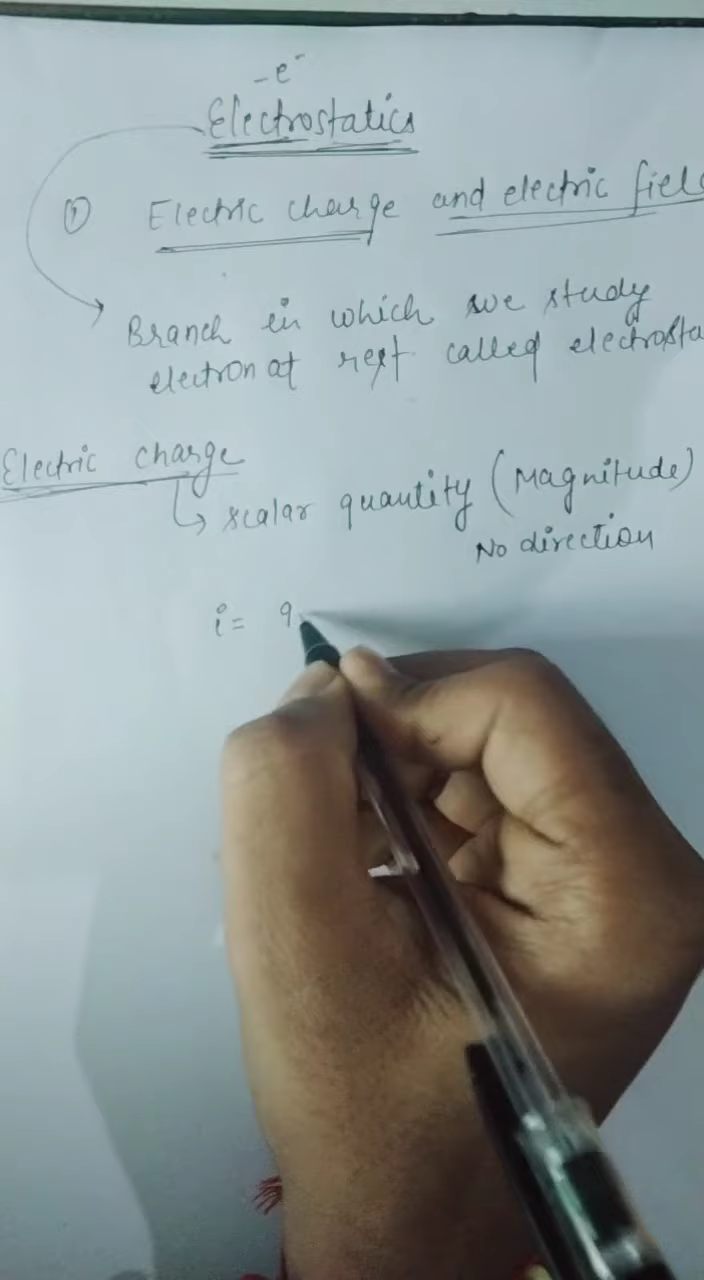 -e⁻
Electrostatics
① Electric charge and electric field
Branch in which we study
electron at rest called electrosta
Electric charge
↳ scalar quantity (Magnitude)
No direction
i = q